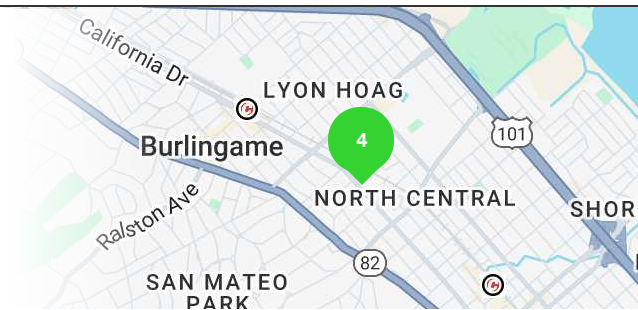 California Dr
LYON HOAG
4
101
Burlingame
NORTH CENTRAL
Ralston Ave
SHOR
82
SAN MATEO
PARK